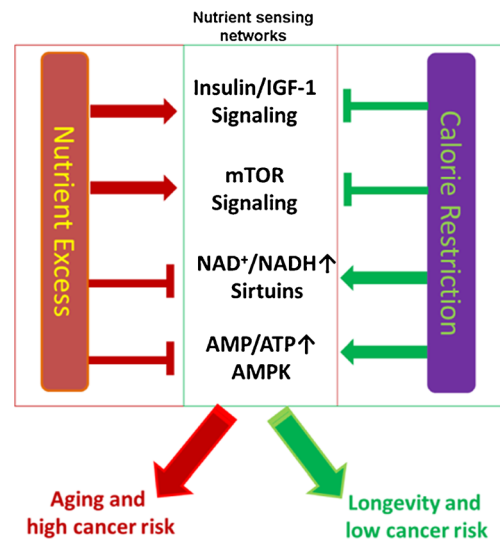 Nutrient sensing
networks
Nutrient Excess
Insulin/IGF-1
Signaling
mTOR
Signaling
NAD⁺/NADH↑
Sirtuins
AMP/ATP↑
AMPK
Calorie Restriction
Aging and
high cancer risk
Longevity and
low cancer risk